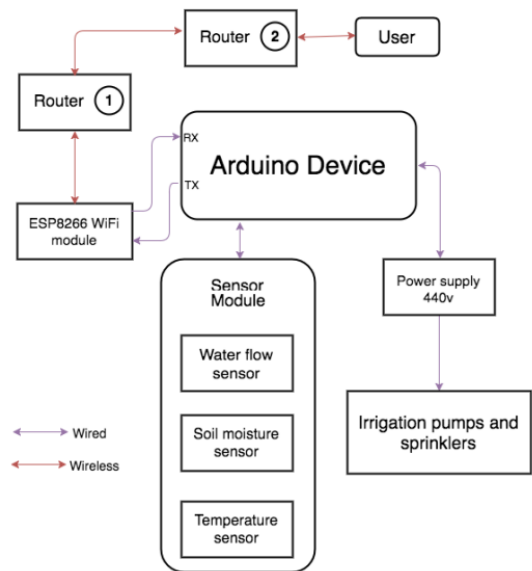 Router 2
User
Router 1
RX
Arduino Device
TX
ESP8266 WiFi
module
Power supply
440v
Sensor
Module
Water flow
sensor
Irrigation pumps and
sprinklers
Soil moisture
sensor
Wired
Wireless
Temperature
sensor